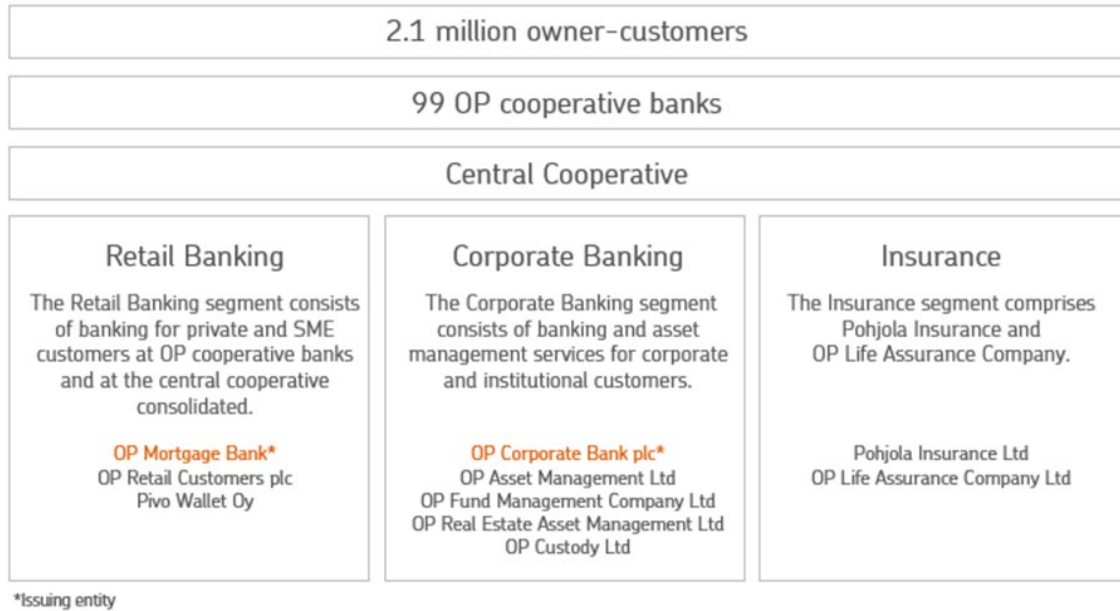 2.1 million owner-customers
99 OP cooperative banks
Central Cooperative
Retail Banking
The Retail Banking segment consists
of banking for private and SME
customers at OP cooperative banks
and at the central cooperative
consolidated.
OP Mortgage Bank*
OP Retail Customers plc
Pivo Wallet Oy
Corporate Banking
The Corporate Banking segment
consists of banking and asset
management services for corporate
and institutional customers.
OP Corporate Bank plc*
OP Asset Management Ltd
OP Fund Management Company Ltd
OP Real Estate Asset Management Ltd
OP Custody Ltd
Insurance
The Insurance segment comprises
Pohjola Insurance and
OP Life Assurance Company.
Pohjola Insurance Ltd
OP Life Assurance Company Ltd
*Issuing entity